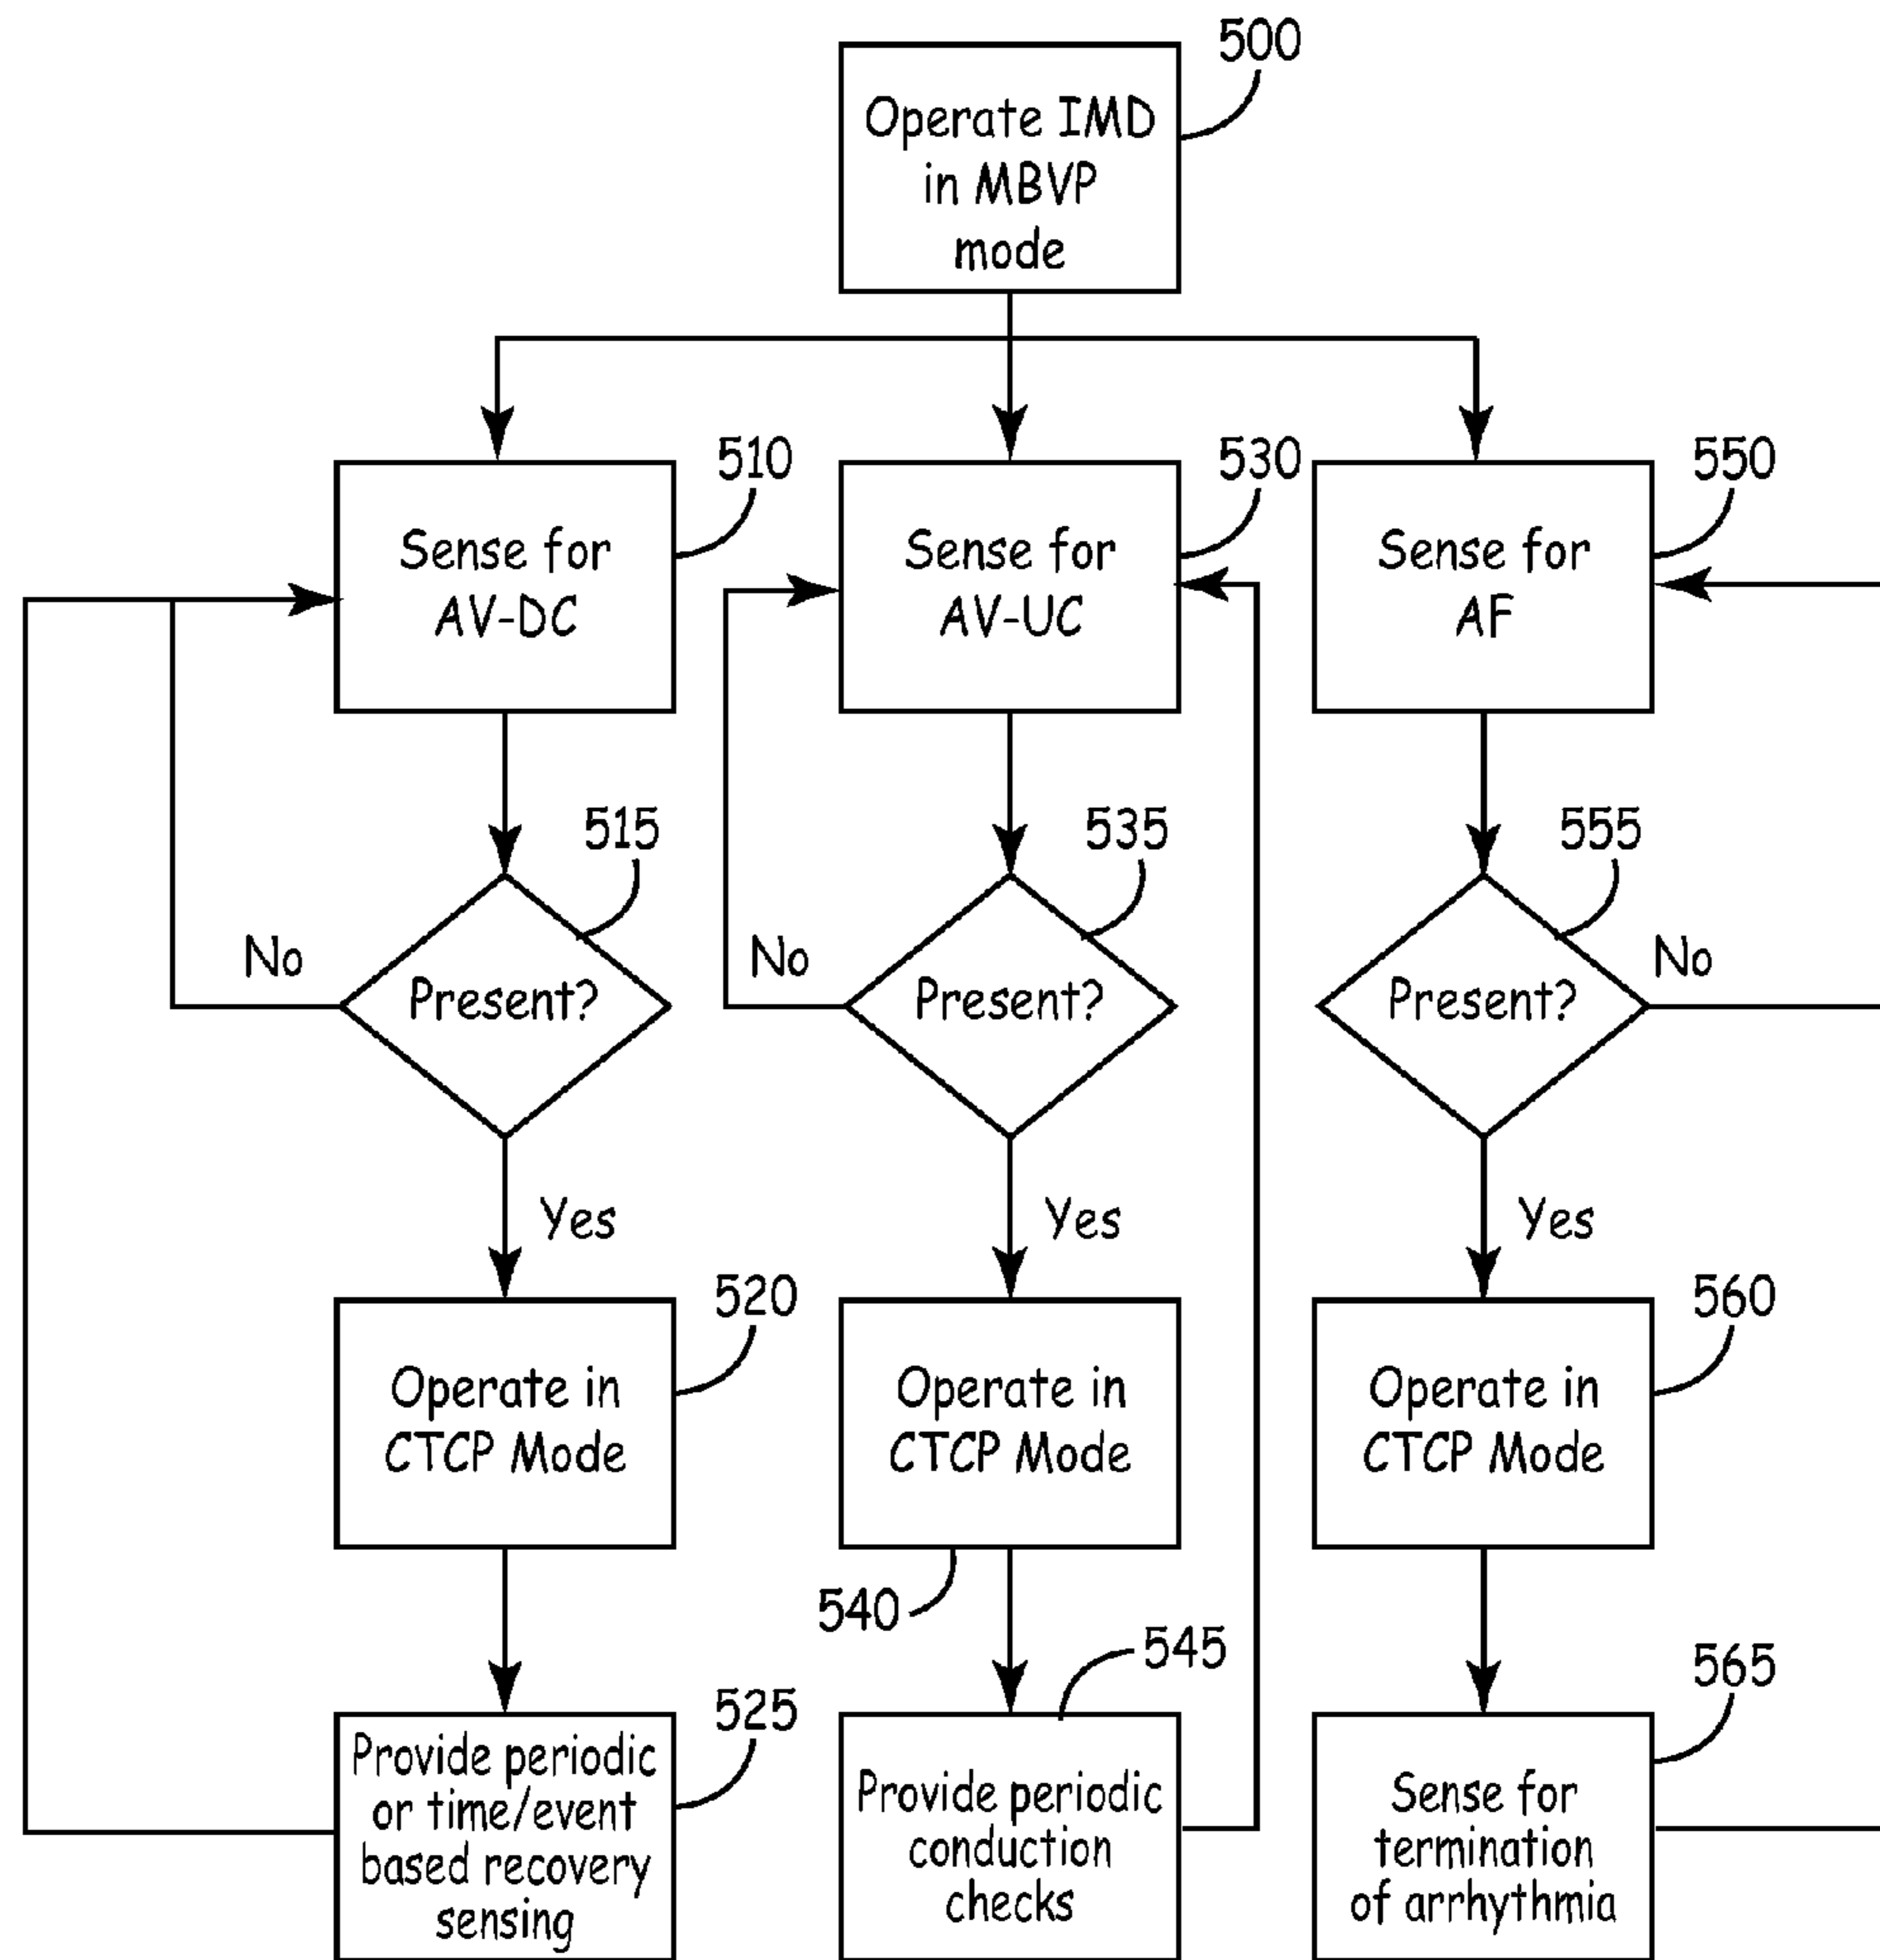 500
Operate IMD
in MBVP
mode
510
530
550
Sense for
AV-DC
Sense for
AV-UC
Sense for
AF
515
535
555
No
Present?
No
Present?
Present?
No
Yes
Yes
Yes
520
560
Operate in
CTCP Mode
Operate in
CTCP Mode
Operate in
CTCP Mode
540
545
525
565
Provide periodic
or time/event
based recovery
sensing
Provide periodic
conduction
checks
Sense for
termination
of arrhythmia